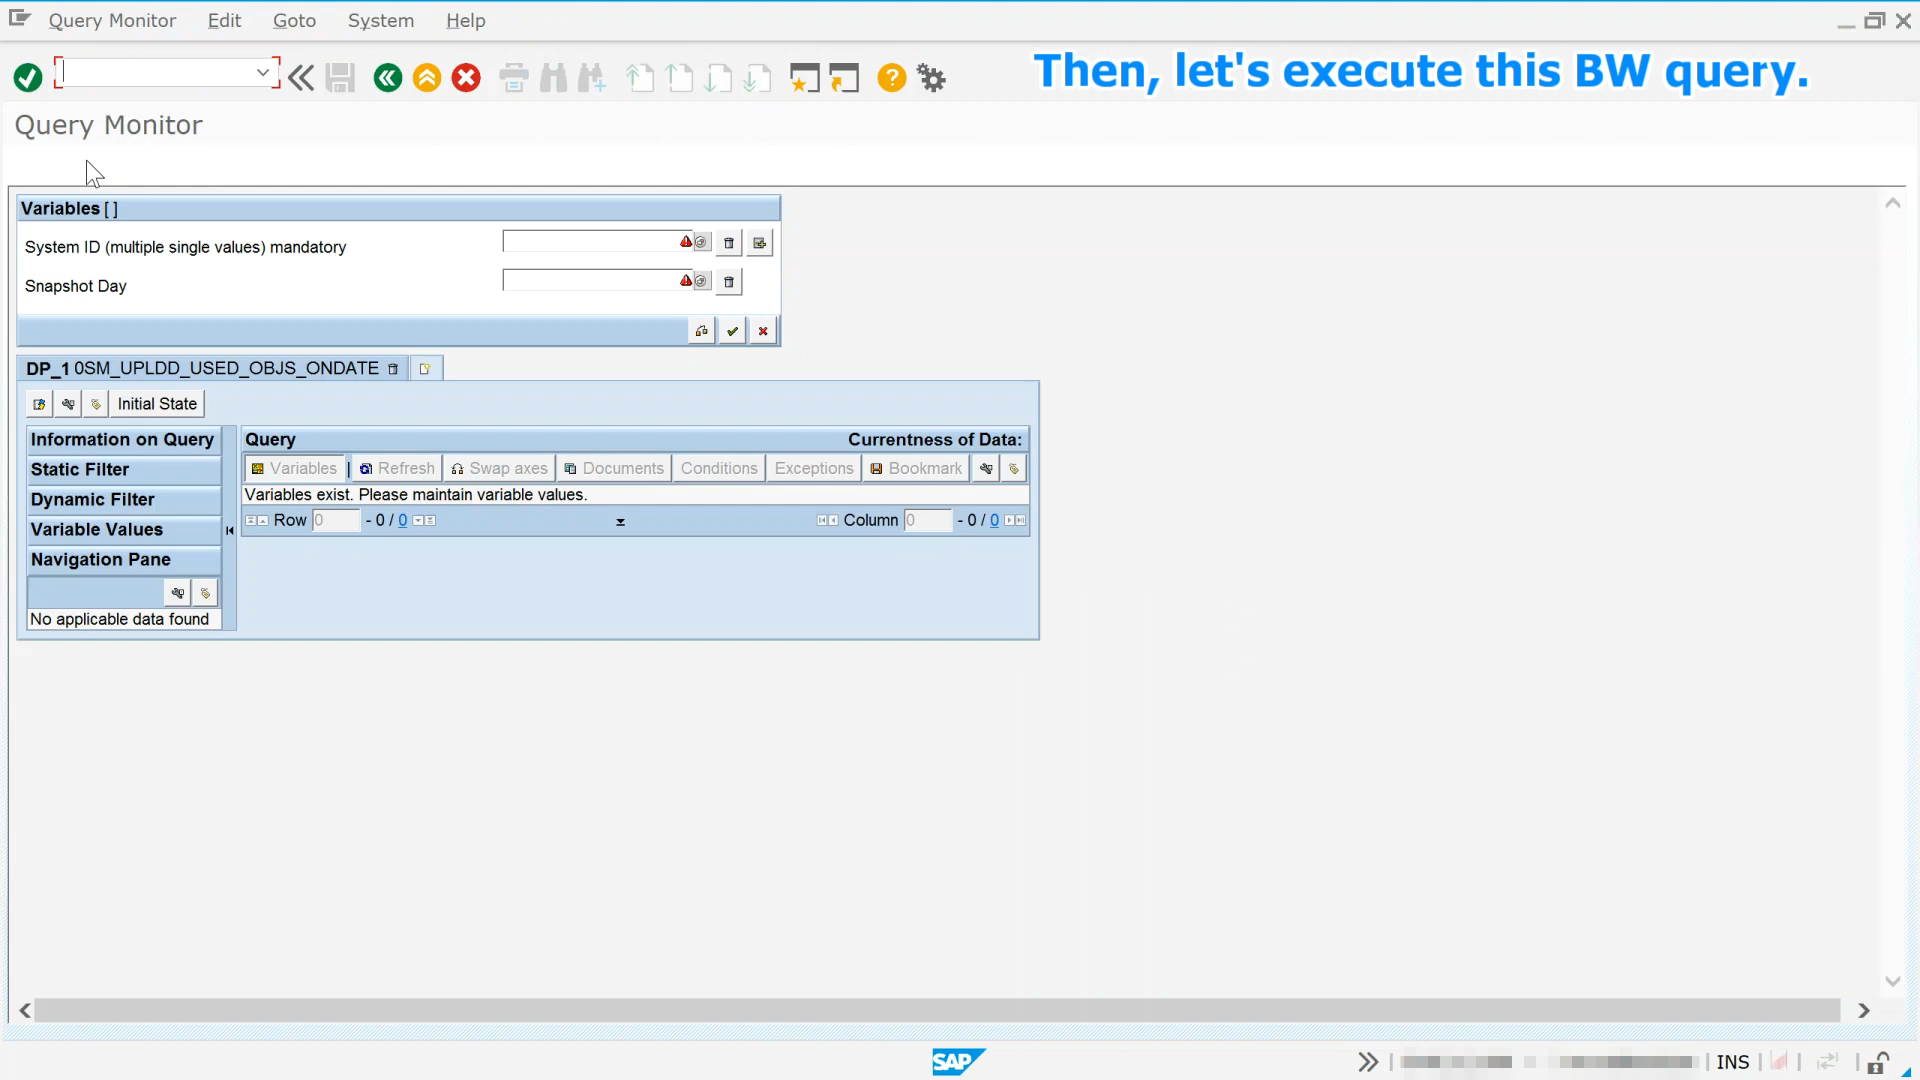 Query Monitor Edit Goto System Help
Then, let's execute this BW query.
Query Monitor
Variables [ ]
System ID (multiple single values) mandatory
Snapshot Day
DP_1 0SM_UPLDD_USED_OBJS_ONDATE
Initial State
Information on Query
Static Filter
Dynamic Filter
Variable Values
Navigation Pane
No applicable data found
Query Currentness of Data:
Variables | Refresh Swap axes Documents Conditions Exceptions Bookmark
Variables exist. Please maintain variable values.
Row 0 - 0 / 0 Column 0 - 0 / 0
SAP INS